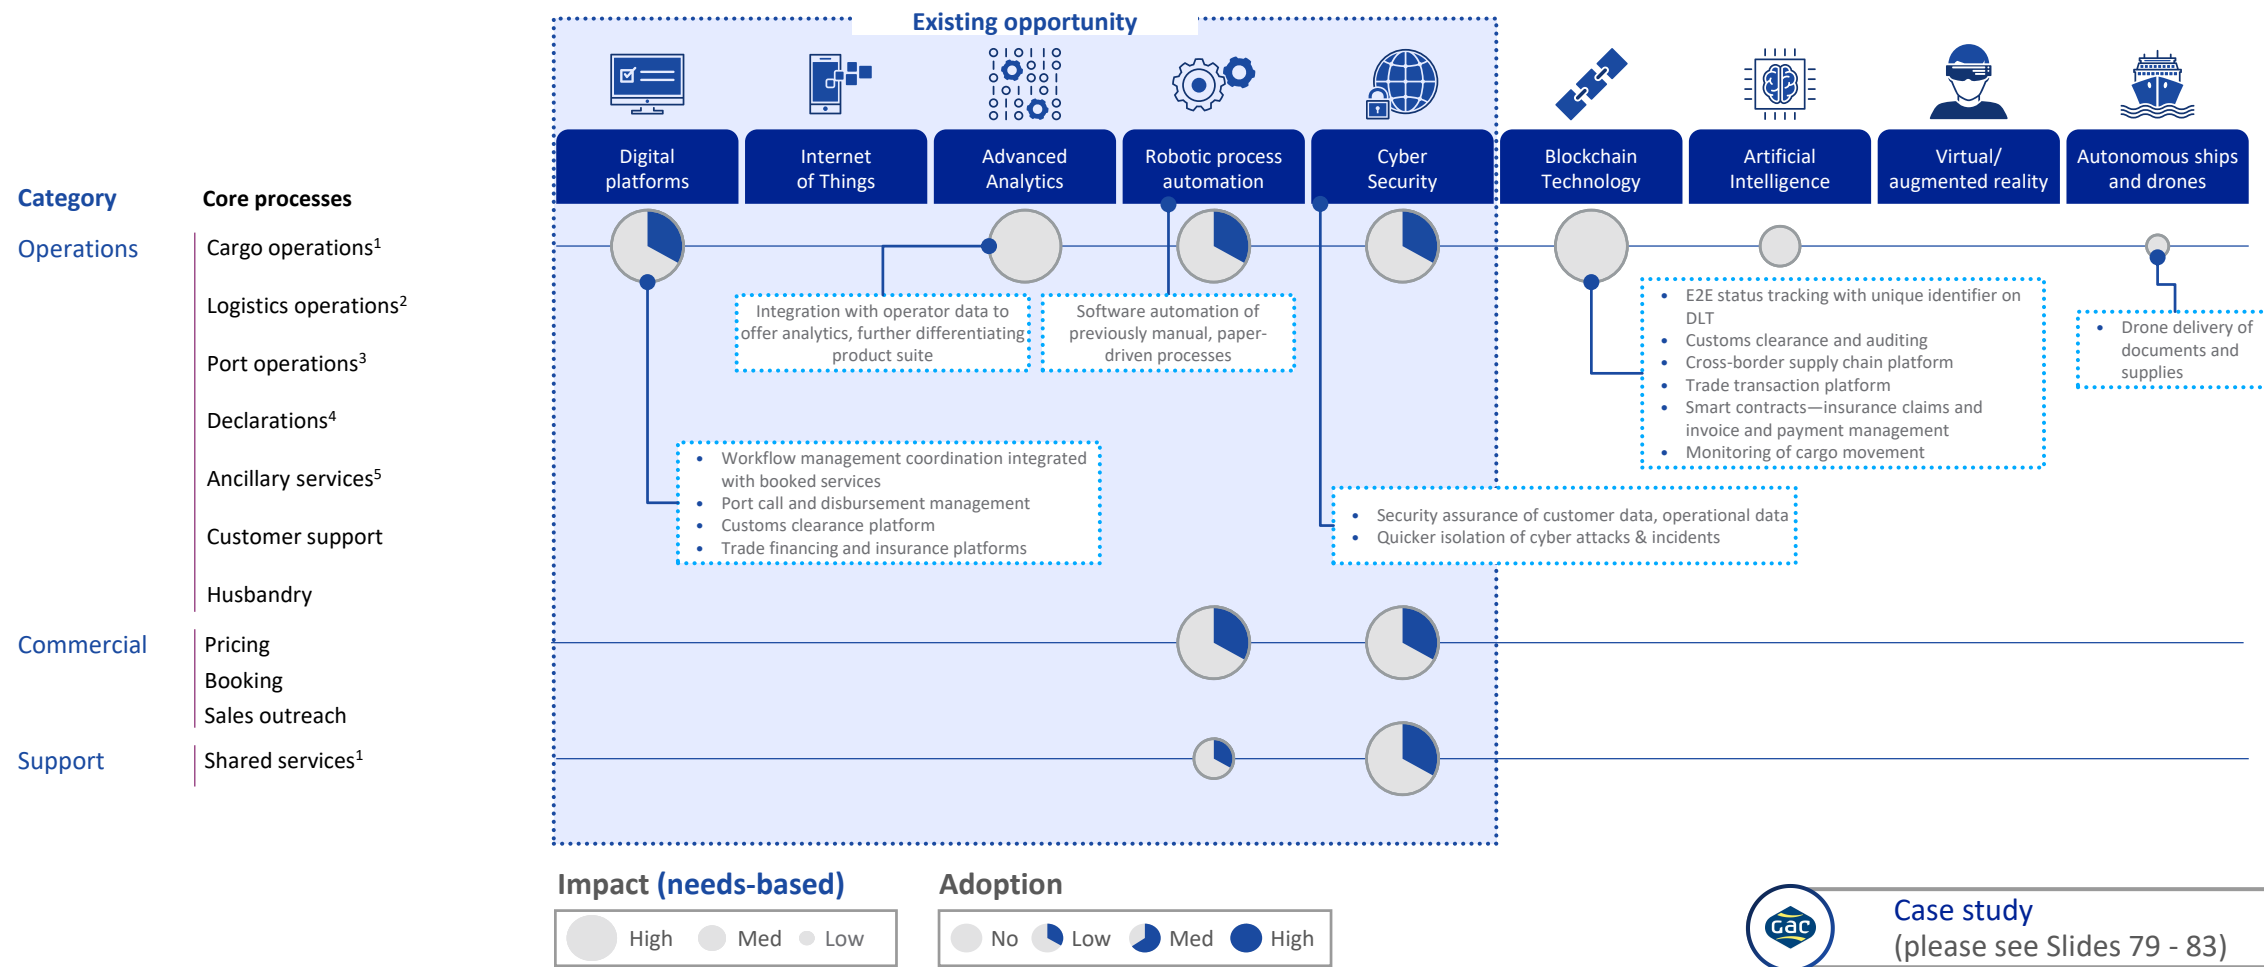 Existing opportunity
Digital
platforms
Internet
of Things
Advanced
Analytics
Robotic process
automation
Cyber
Security
Blockchain
Technology
Artificial
Intelligence
Virtual/
augmented reality
Autonomous ships
and drones
Category
Core processes
Operations
Cargo operations1
Logistics operations2
Port operations3
Declarations4
Ancillary services5
Customer support
Husbandry
Integration with operator data to
offer analytics, further differentiating
product suite
Software automation of
previously manual, paper-
driven processes
• E2E status tracking with unique identifier on
DLT
• Customs clearance and auditing
• Cross-border supply chain platform
• Trade transaction platform
• Smart contracts—insurance claims and
invoice and payment management
• Monitoring of cargo movement
• Drone delivery of
documents and
supplies
• Workflow management coordination integrated
with booked services
• Port call and disbursement management
• Customs clearance platform
• Trade financing and insurance platforms
• Security assurance of customer data, operational data
• Quicker isolation of cyber attacks & incidents
Commercial
Pricing
Booking
Sales outreach
Support
Shared services1
Impact (needs-based)
High
Med
Low
Adoption
No
Low
Med
High
GAC
Case study
(please see Slides 79 - 83)